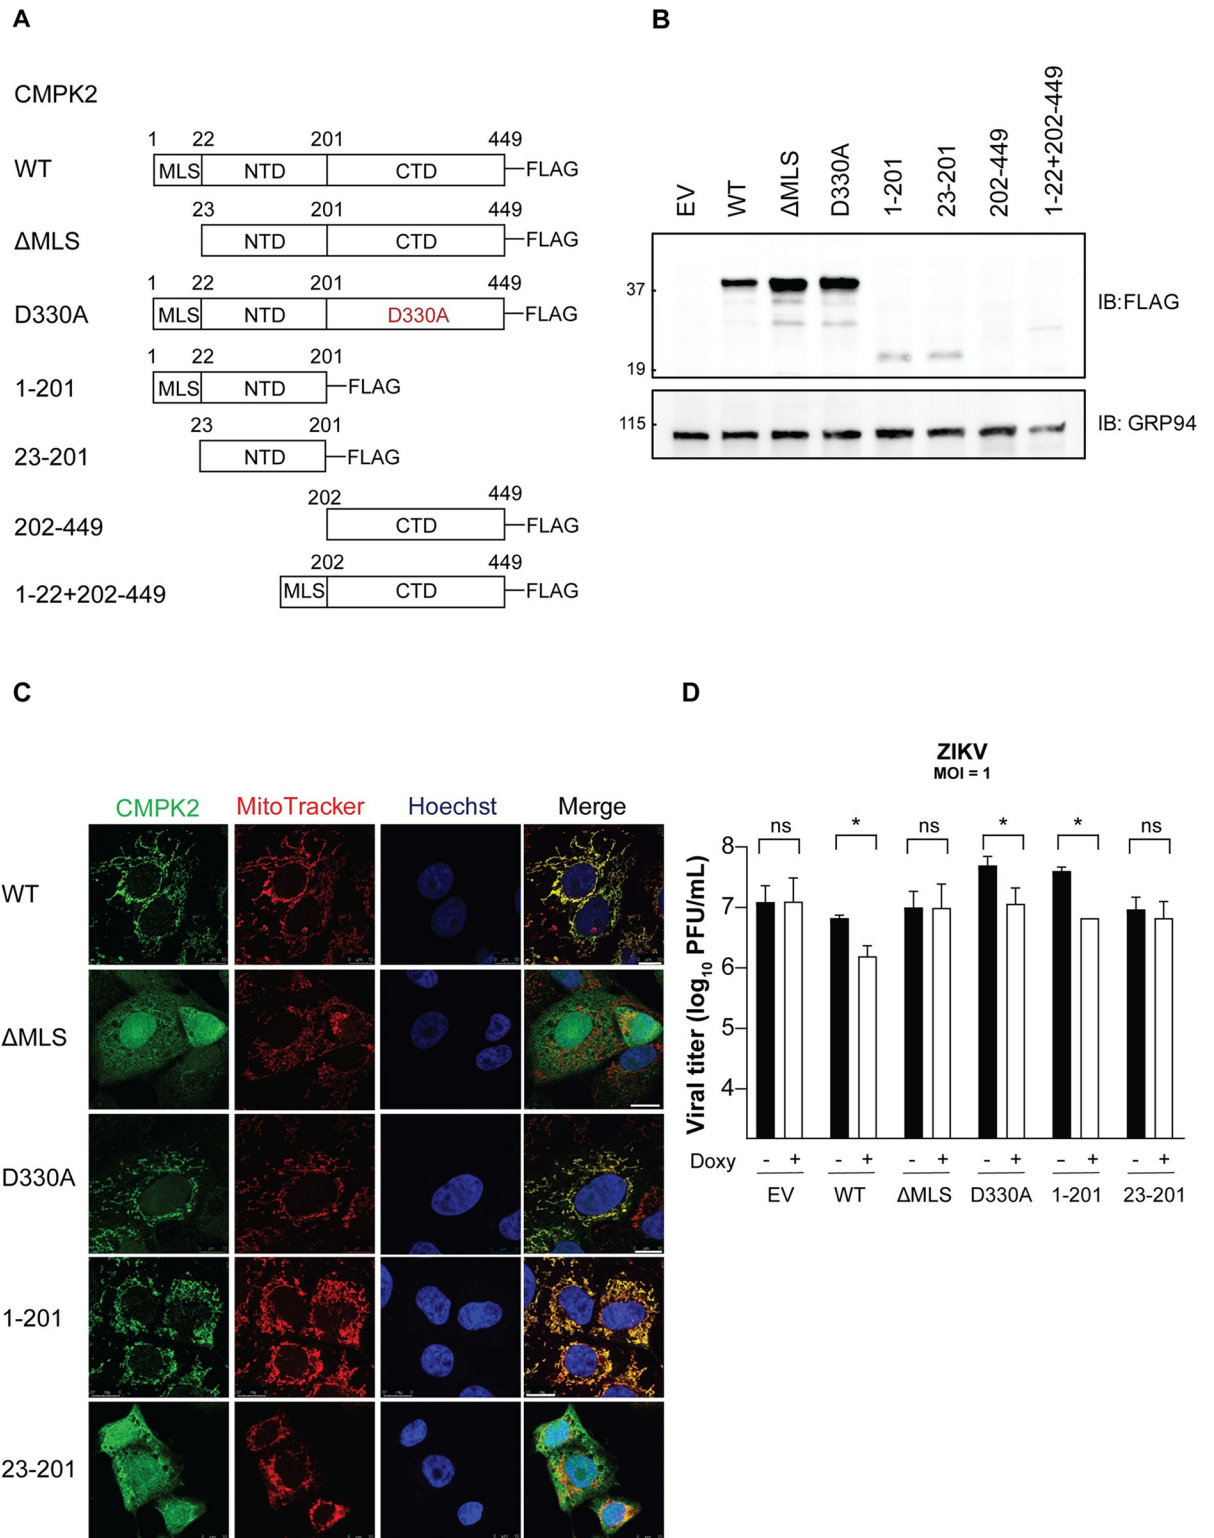 A
CMPK2
1 22 201 449
WT MLS NTD CTD FLAG
23 201 449
ΔMLS NTD CTD FLAG
1 22 201 449
D330A MLS NTD D330A FLAG
1 22 201
1-201 MLS NTD FLAG
23 201
23-201 NTD FLAG
202 449
202-449 CTD FLAG
202 449
1-22+202-449 MLS CTD FLAG
B
EV WT ΔMLS D330A 1-201 23-201 202-449 1-22+202-449
37
IB:FLAG
19
115
IB: GRP94
C
CMPK2 MitoTracker Hoechst Merge
WT
ΔMLS
D330A
1-201
23-201
D
ZIKV
MOI = 1
ns * ns * * ns
Viral titer (log10 PFU/mL)
8
7
6
5
4
Doxy - + - + - + - + - + - +
EV WT ΔMLS D330A 1-201 23-201